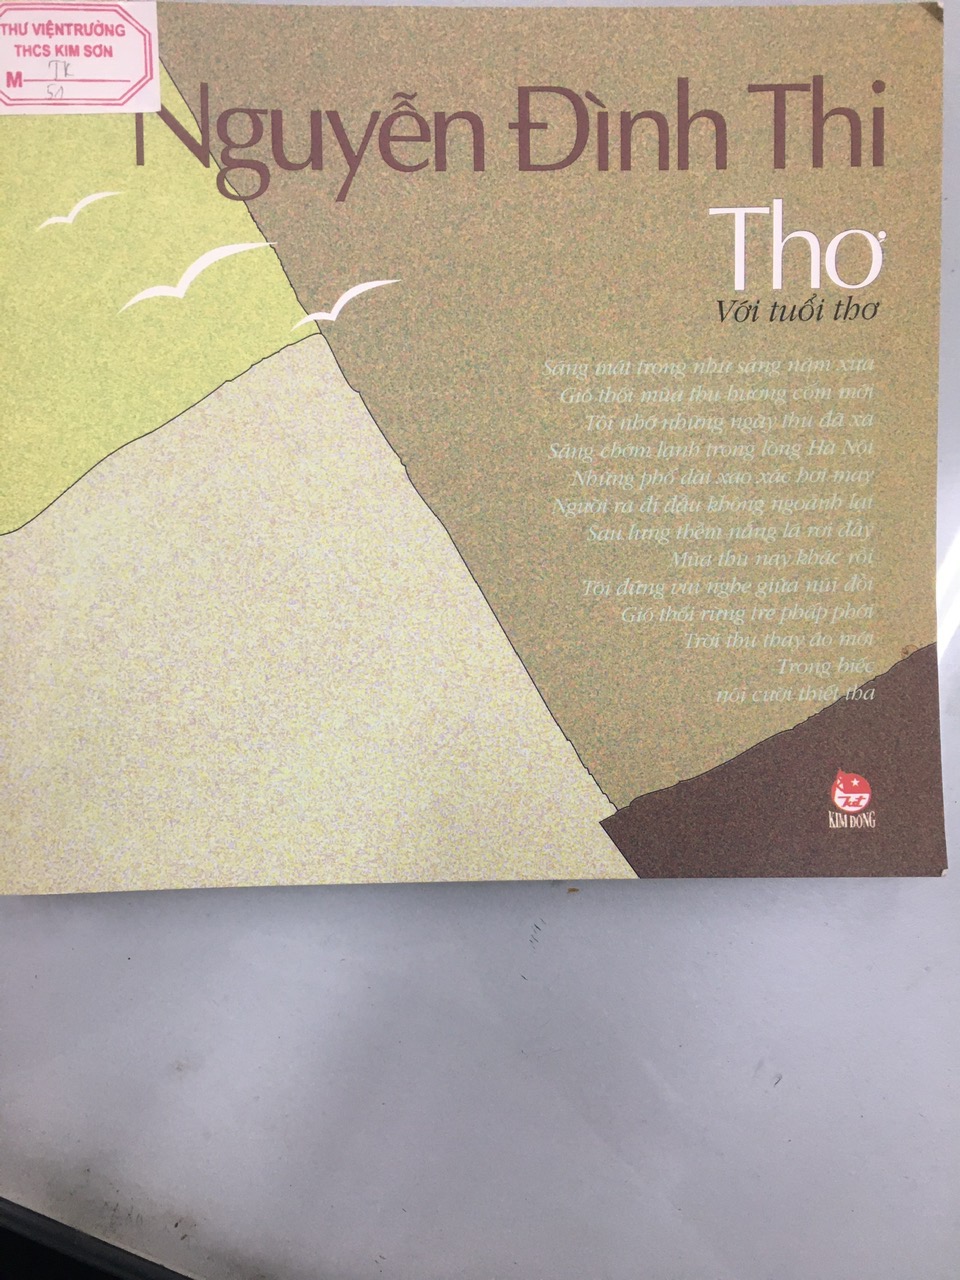 THƯ VIỆN TRƯỜNG
THCS KIM SƠN
M TK
51
Nguyễn Đình Thi
Thơ
Với tuổi thơ
Sáng mát trong như sáng năm xưa
Gió thổi mùa thu hương cốm mới
Tôi nhớ những ngày thu đã xa
Sáng chớm lạnh trong lòng Hà Nội
Những phố dài xao xác hơi may
Người ra đi đầu không ngoảnh lại
Sau lưng thềm nắng lá rơi đầy
Mùa thu nay khác rồi
Tôi đứng vui nghe giữa núi đồi
Gió thổi rừng tre phấp phới
Trời thu thay áo mới
Trong biếc
nói cười thiết tha
KIM ĐỒNG